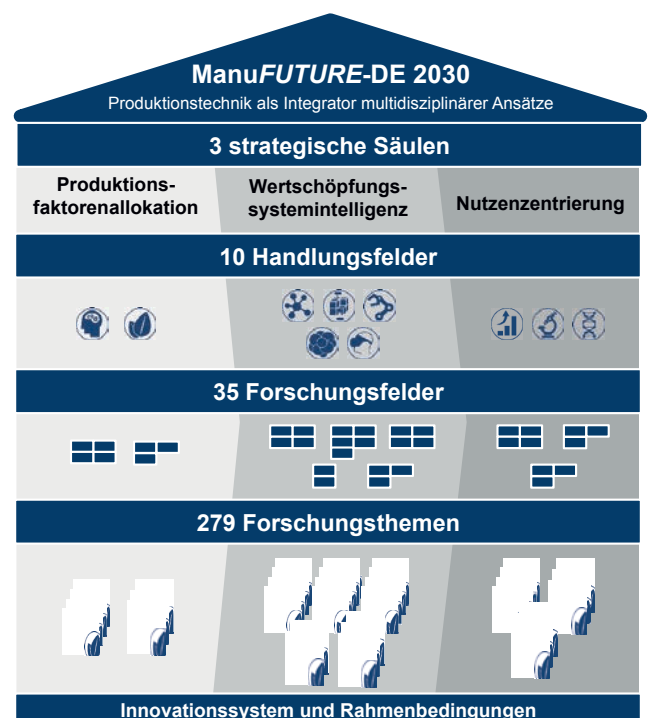 ManuFUTURE-DE 2030
Produktionstechnik als Integrator multidisziplinärer Ansätze
3 strategische Säulen
Produktions-
faktorenallokation
Wertschöpfungs-
systemintelligenz
Nutzenzentrierung
10 Handlungsfelder
35 Forschungsfelder
279 Forschungsthemen
Innovationssystem und Rahmenbedingungen